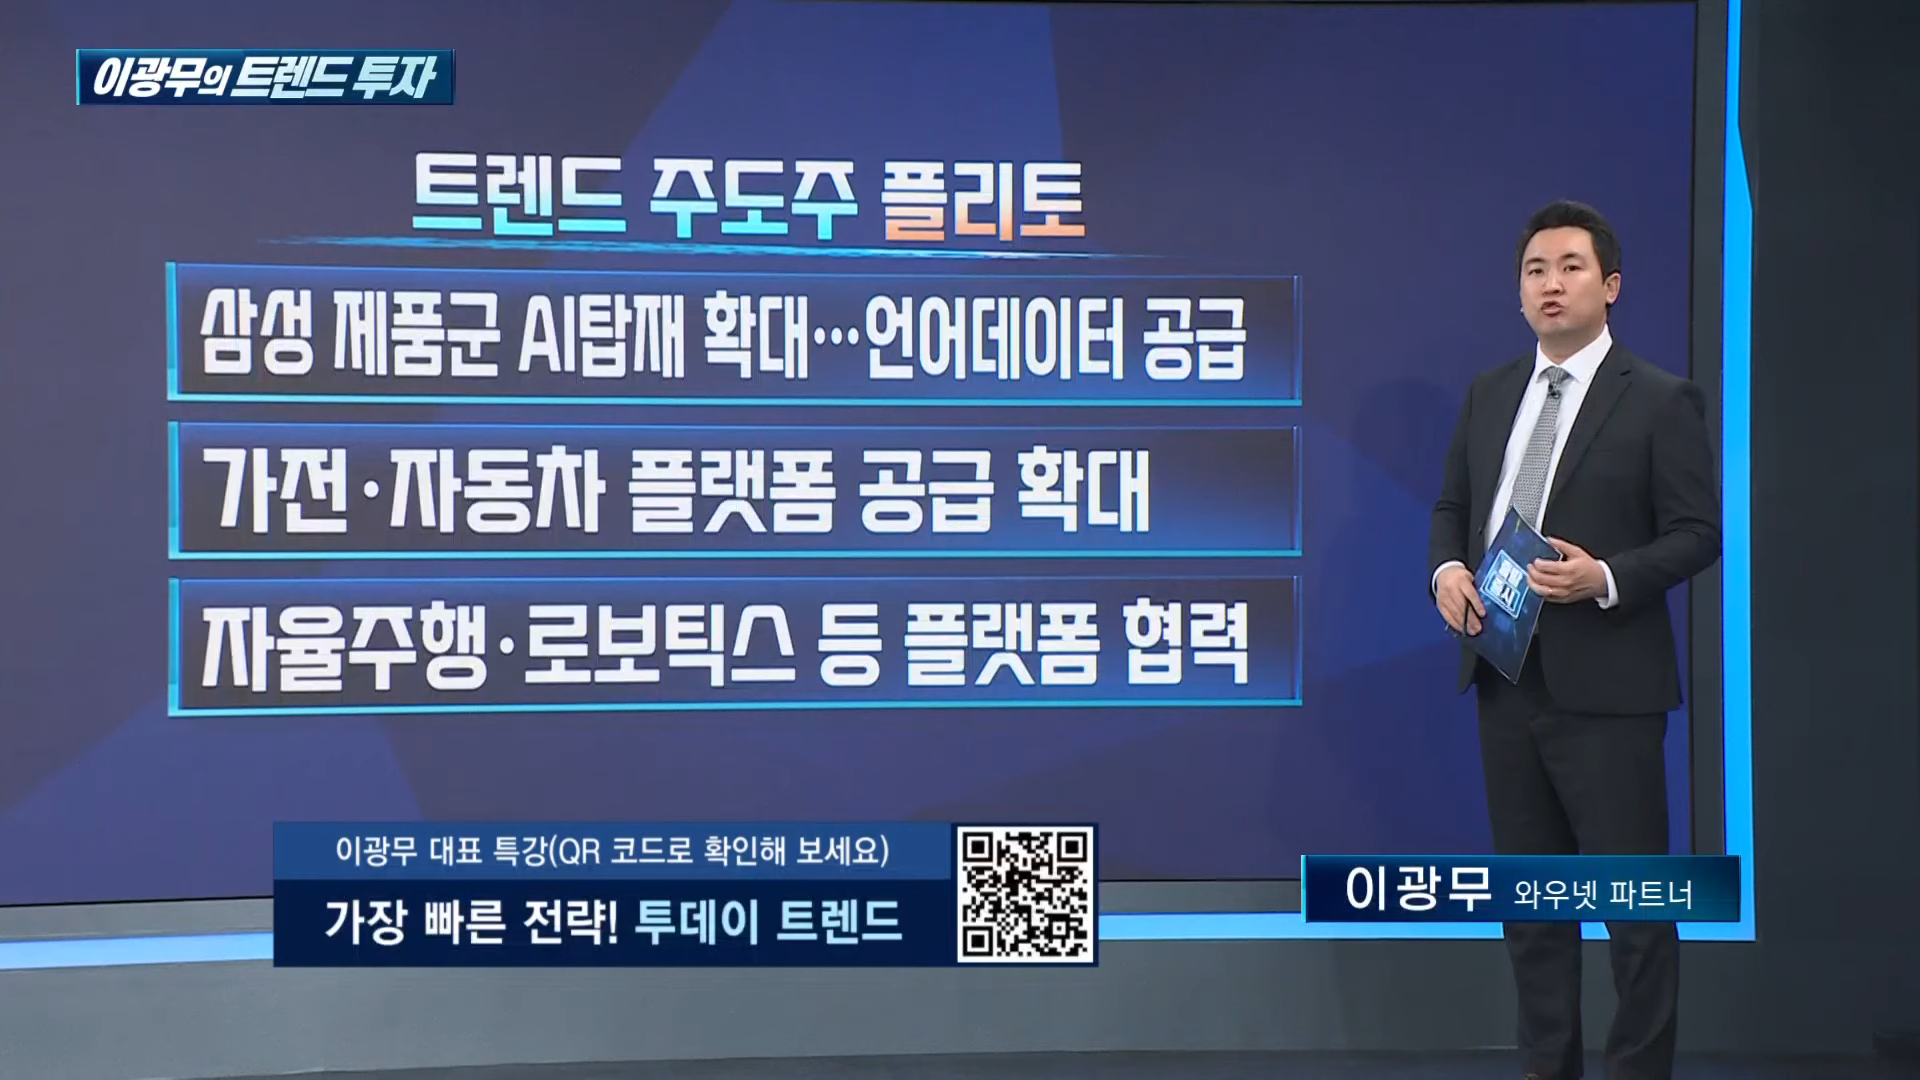 이광무의 트렌드 투자
트렌드 주도주 플리토
삼성 제품군 AI탑재 확대…언어데이터 공급
가전·자동차 플랫폼 공급 확대
자율주행·로보틱스 등 플랫폼 협력
이광무 대표 특강(QR 코드로 확인해 보세요)
가장 빠른 전략! 투데이 트렌드
이광무 와우넷 파트너